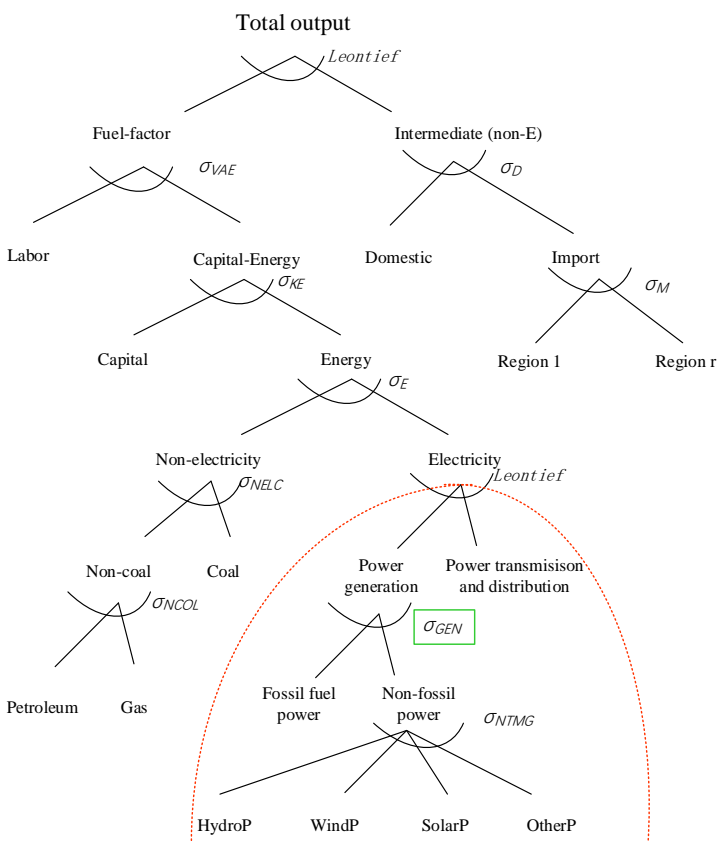 Total output
Leontief
Fuel-factor
Intermediate (non-E)
σVAE
σD
Labor
Capital-Energy
Domestic
Import
σKE
σM
Capital
Energy
Region 1
Region r
σE
Non-electricity
Electricity
σNELC
Leontief
Non-coal
Coal
Power
generation
Power transmisison
and distribution
σNCOL
σGEN
Petroleum
Gas
Fossil fuel
power
Non-fossil
power
σNTMG
HydroP
WindP
SolarP
OtherP